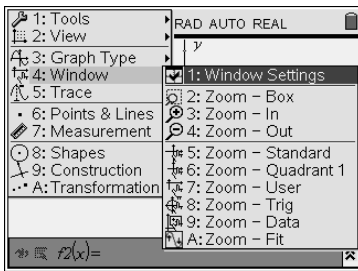 1: Tools
2: View
3: Graph Type
4: Window
5: Trace
6: Points & Lines
7: Measurement
8: Shapes
9: Construction
A: Transformation
RAD AUTO REAL
y
1: Window Settings
2: Zoom – Box
3: Zoom – In
4: Zoom – Out
5: Zoom – Standard
6: Zoom – Quadrant 1
7: Zoom – User
8: Zoom – Trig
9: Zoom – Data
A: Zoom – Fit
f2(x)=